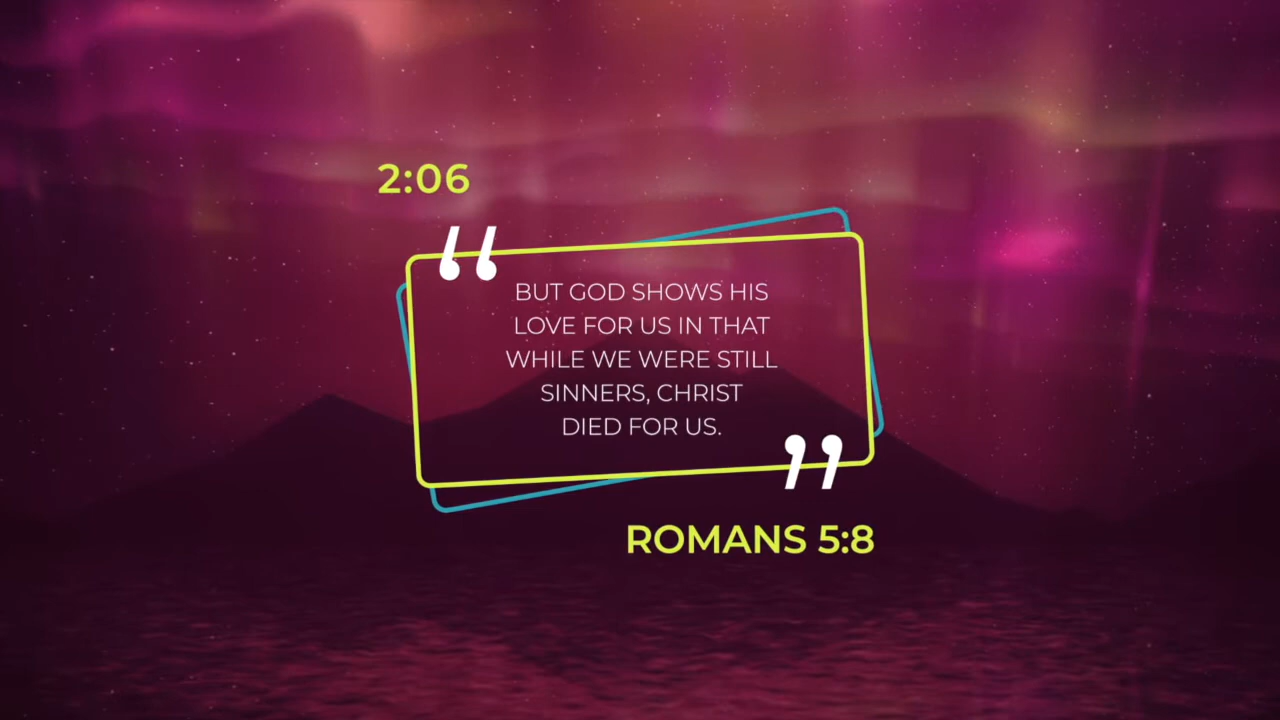 2:06
“
BUT GOD SHOWS HIS
LOVE FOR US IN THAT
WHILE WE WERE STILL
SINNERS, CHRIST
DIED FOR US.
”
ROMANS 5:8